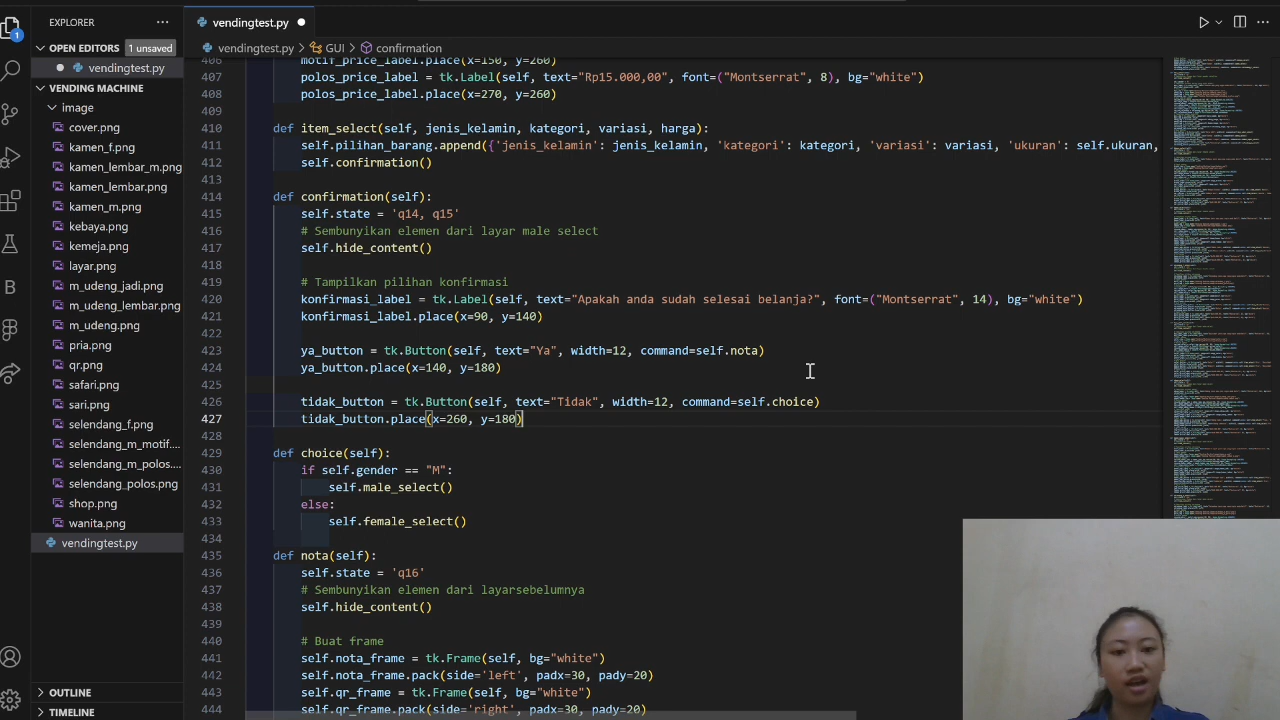 EXPLORER
OPEN EDITORS 1 unsaved
vendingtest.py
VENDING MACHINE
image
cover.png
kamen_f.png
kamen_lembar_m.png
kamen_lembar.png
kamen_m.png
kebaya.png
kemeja.png
layar.png
m_udeng_jadi.png
m_udeng_lembar.png
m_udeng.png
pria.png
qr.png
safari.png
sari.png
selendang_f.png
selendang_m_motif....
selendang_m_polos....
selendang_polos.png
wanita.png
vendingtest.py
OUTLINE
TIMELINE
1
B
vendingtest.py
vendingtest.py > GUI > confirmation
406 motif_price_label.place(x=150, y=260)
407 polos_price_label = tk.Label(self, text="Rp15.000,00", font=("Montserrat", 8), bg="white")
408 polos_price_label.place(x=290, y=260)
409
410 def item_select(self, jenis_kelamin, kategori, variasi, harga):
411 jenis_kelamin, 'kategori': kategori, 'variasi': variasi, 'ukuran': self.ukuran,
412 self.confirmation()
413
414 def confirmation(self):
415 self.state = 'q14, q15'
416 # Sembunyikan elemen dari def male select
417 self.hide_content()
418
419 # Tampilkan pilihan konfirmasi
420 konfirmasi_label = tk.Label(self, text="Apakah anda sudah selesai belanja?", font=("Montserrat", 14), bg="white")
421 konfirmasi_label.place(x=90, y=140)
422
423 ya_button = tk.Button(self, text="Ya", width=12, command=self.nota)
424 ya_button.place(x=140, y=180)
425
426 tidak_button = tk.Button(self, text="Tidak", width=12, command=self.choice)
427 tidak_button.place(x=260, y=180)
428
429 def choice(self):
430 if self.gender == "M":
431 self.male_select()
432 else:
433 self.female_select()
434
435 def nota(self):
436 self.state = 'q16'
437 # Sembunyikan elemen dari layarsebelumnya
438 self.hide_content()
439
440 # Buat frame
441 self.nota_frame = tk.Frame(self, bg="white")
442 self.nota_frame.pack(side='left', padx=30, pady=20)
443 self.qr_frame = tk.Frame(self, bg="white")
444 self.qr_frame.pack(side='right', padx=30, pady=20)